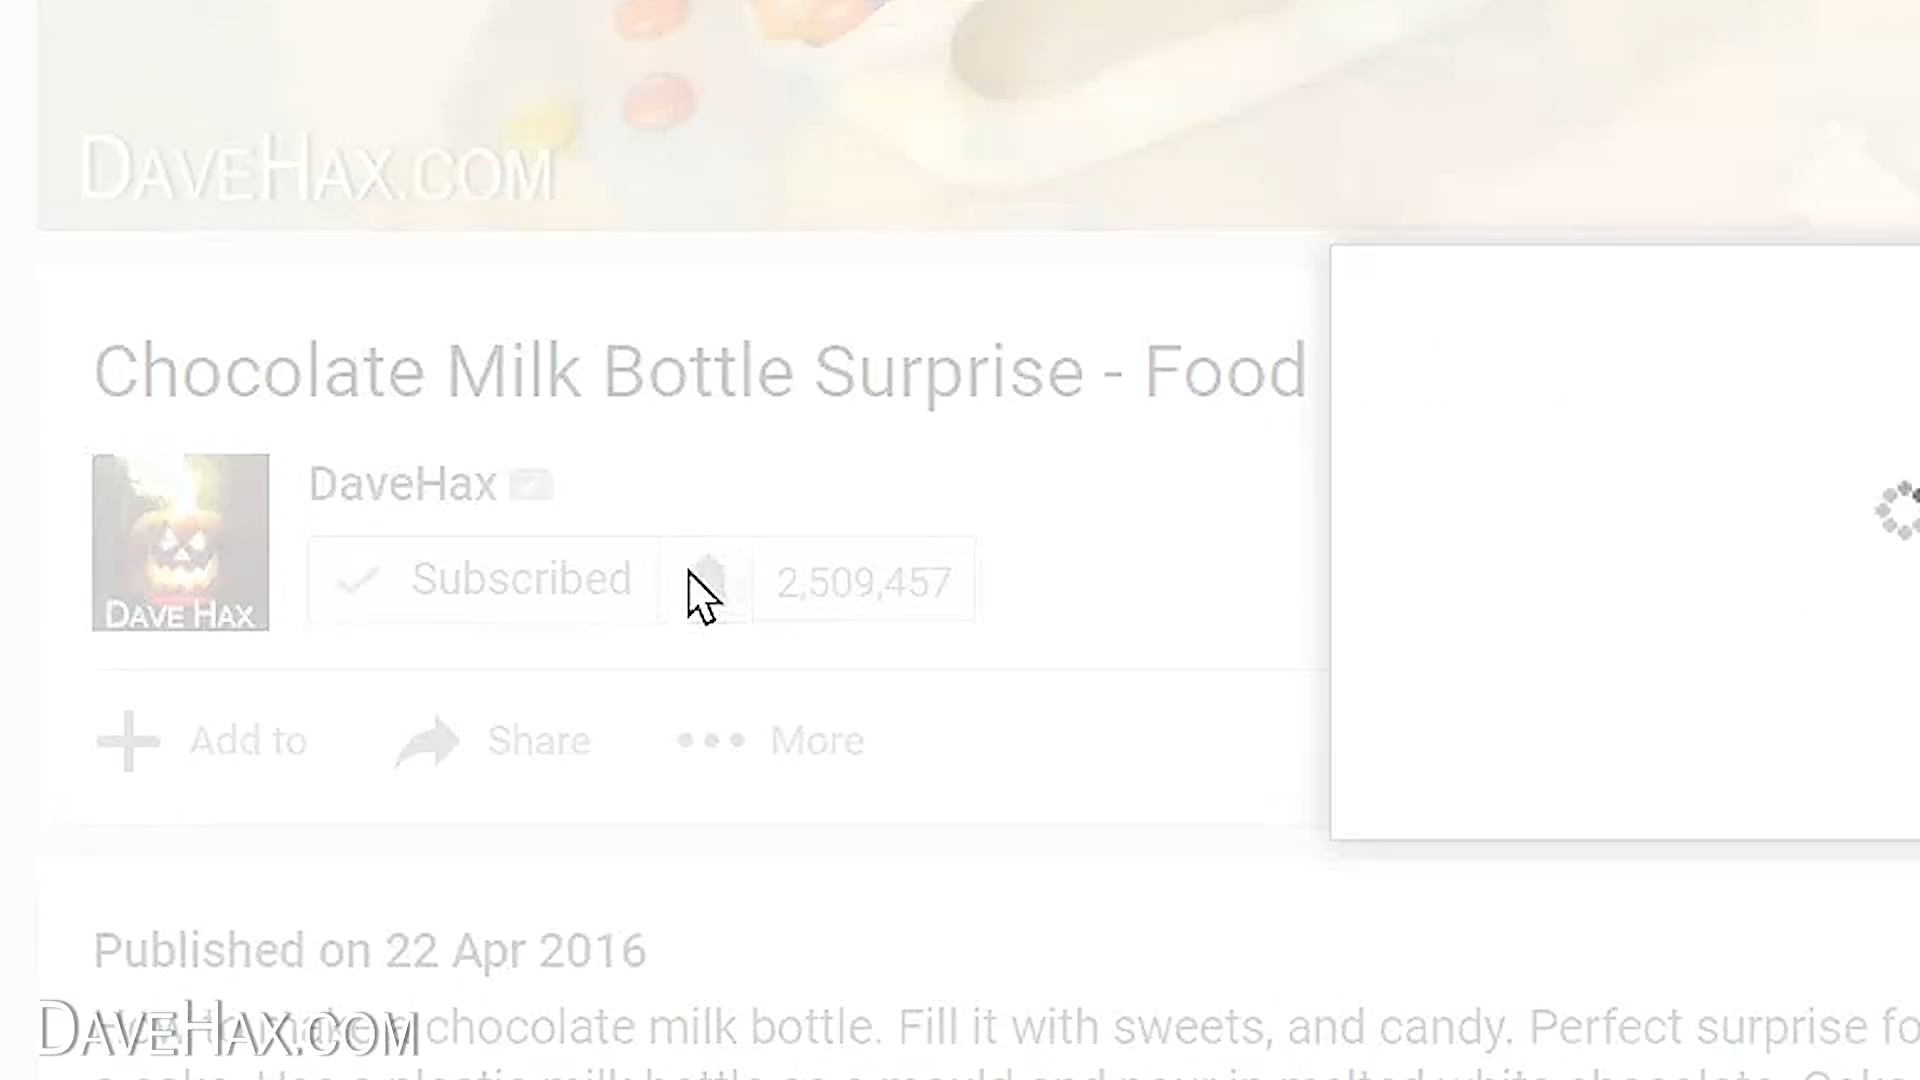 DAVEHAX.COM
Chocolate Milk Bottle Surprise - Food
DaveHax
DAVE HAX
Subscribed
2,509,457
Add to
Share
More
Published on 22 Apr 2016
DAVEHAX.COM
chocolate milk bottle. Fill it with sweets, and candy. Perfect surprise fo